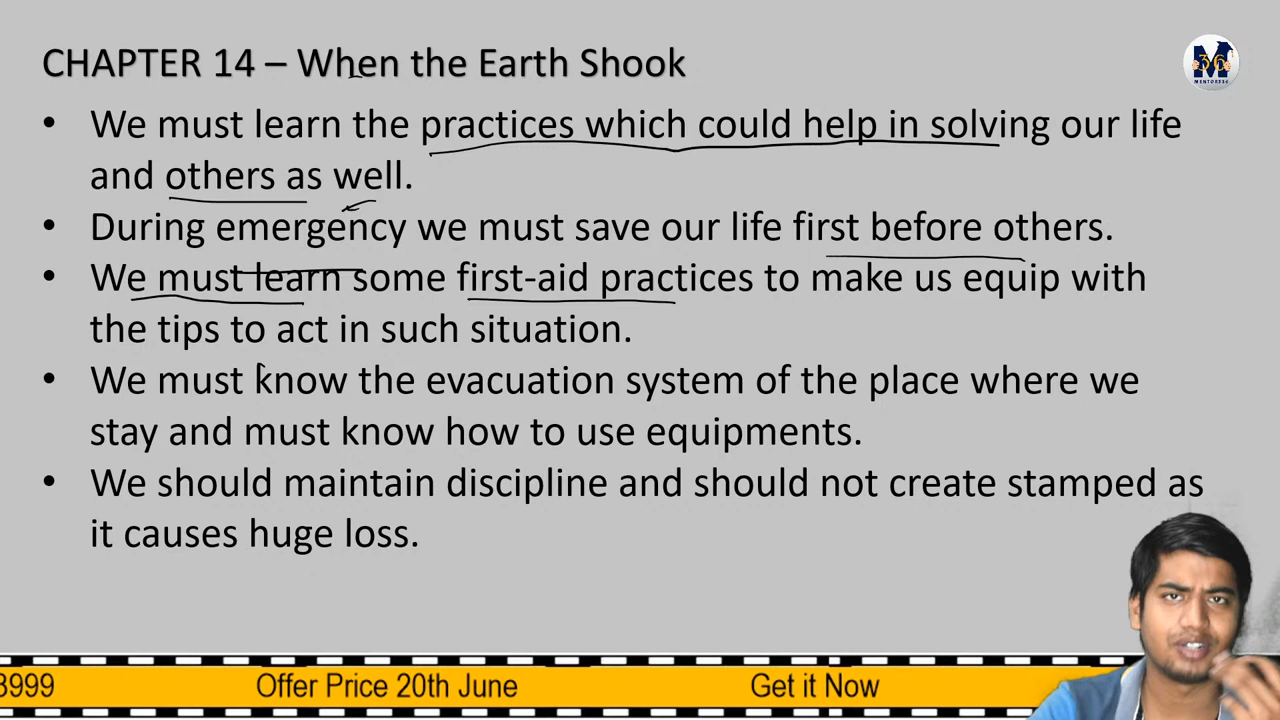 CHAPTER 14 – When the Earth Shook
M
36
MENTORS36
• We must learn the practices which could help in solving our life
and others as well.
• During emergency we must save our life first before others.
• We must learn some first-aid practices to make us equip with
the tips to act in such situation.
• We must know the evacuation system of the place where we
stay and must know how to use equipments.
• We should maintain discipline and should not create stamped as
it causes huge loss.
3999 Offer Price 20th June Get it Now